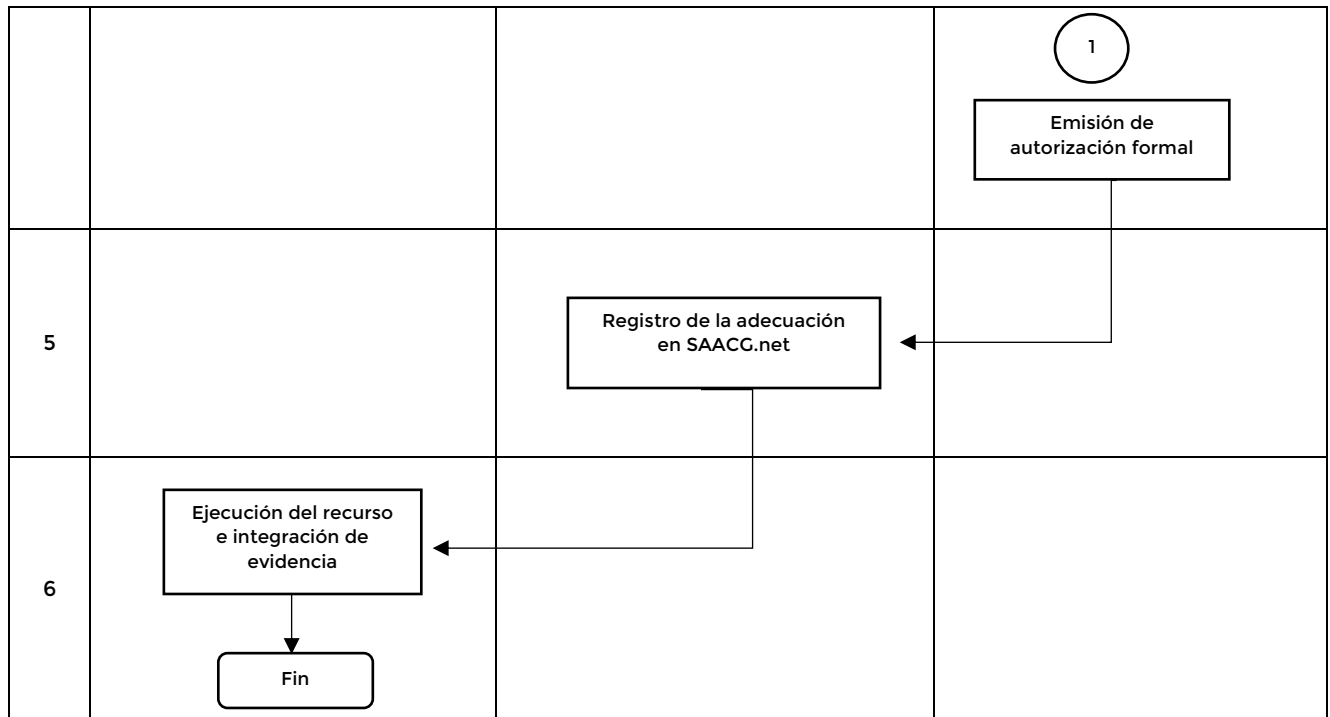 1
Emisión de
autorización formal
5
Registro de la adecuación
en SAACG.net
6
Ejecución del recurso
e integración de
evidencia
Fin